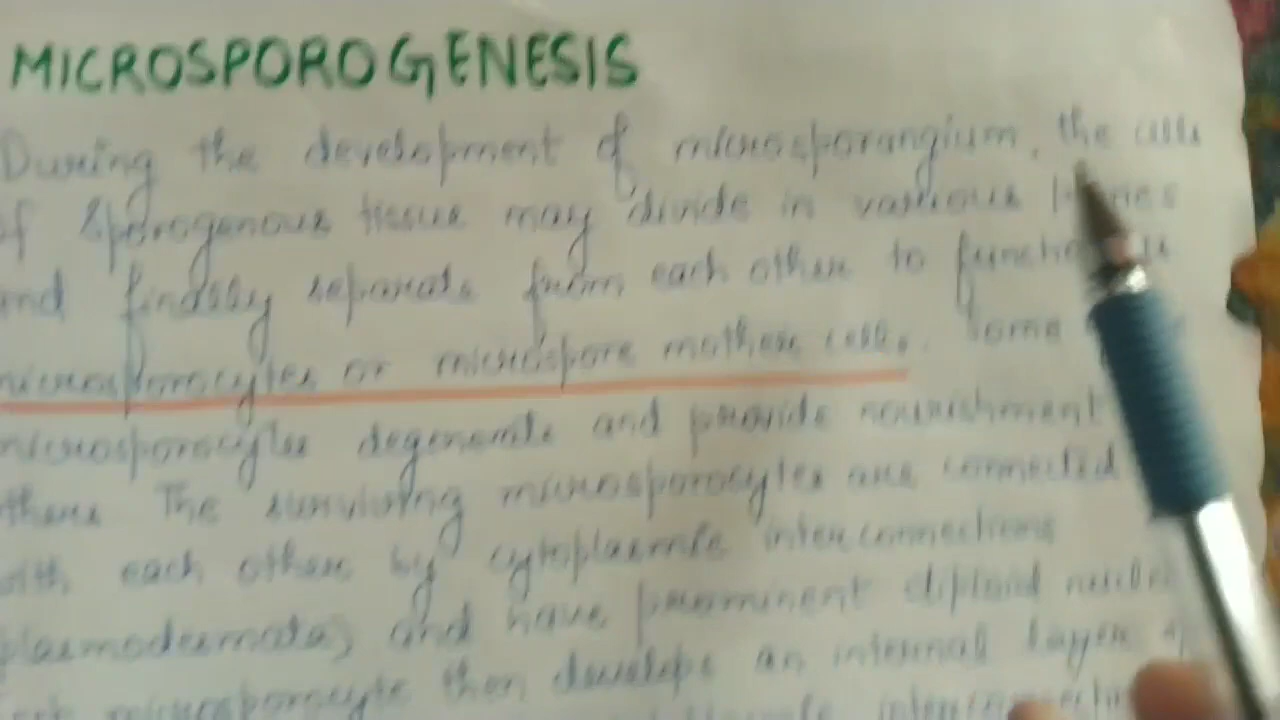 MICROSPOROGENESIS
During the development of microsporangium, the cells
of sporogenous tissue may divide in various
and finally separate from each other to
microsporocytes or microspore mother cells. Some
microsporocytes degenerate and provide nourishment
others The surviving microsporocytes are connected
with each other by cytoplasmic interconnections
plasmodesmata) and have prominent diploid nuclei
microsporocyte then develops an internal layer